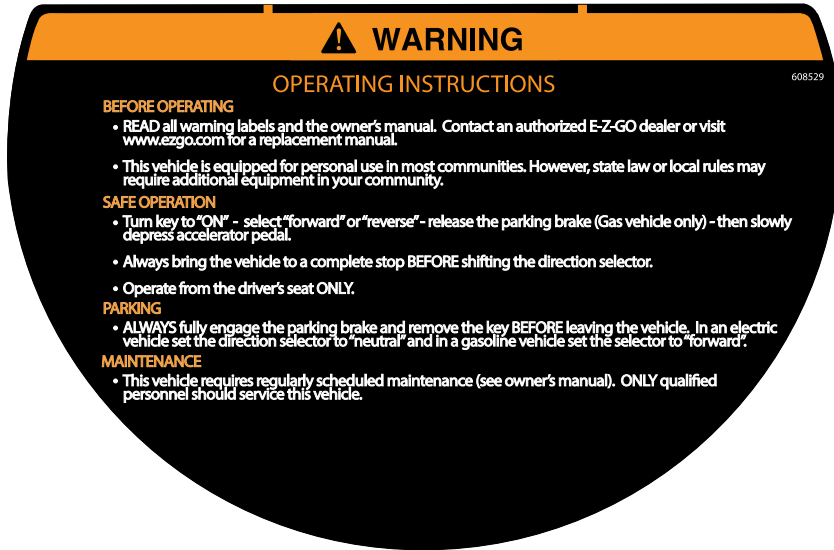 WARNING
OPERATING INSTRUCTIONS
608529
BEFORE OPERATING
• READ all warning labels and the owner's manual. Contact an authorized E-Z-GO dealer or visit
www.ezgo.com for a replacement manual.
• This vehicle is equipped for personal use in most communities. However, state law or local rules may
require additional equipment in your community.
SAFE OPERATION
• Turn key to "ON" - select "forward" or "reverse" - release the parking brake (Gas vehicle only) - then slowly
depress accelerator pedal.
• Always bring the vehicle to a complete stop BEFORE shifting the direction selector.
• Operate from the driver's seat ONLY.
PARKING
• ALWAYS fully engage the parking brake and remove the key BEFORE leaving the vehicle. In an electric
vehicle set the direction selector to "neutral" and in a gasoline vehicle set the selector to "forward".
MAINTENANCE
• This vehicle requires regularly scheduled maintenance (see owner's manual). ONLY qualified
personnel should service this vehicle.